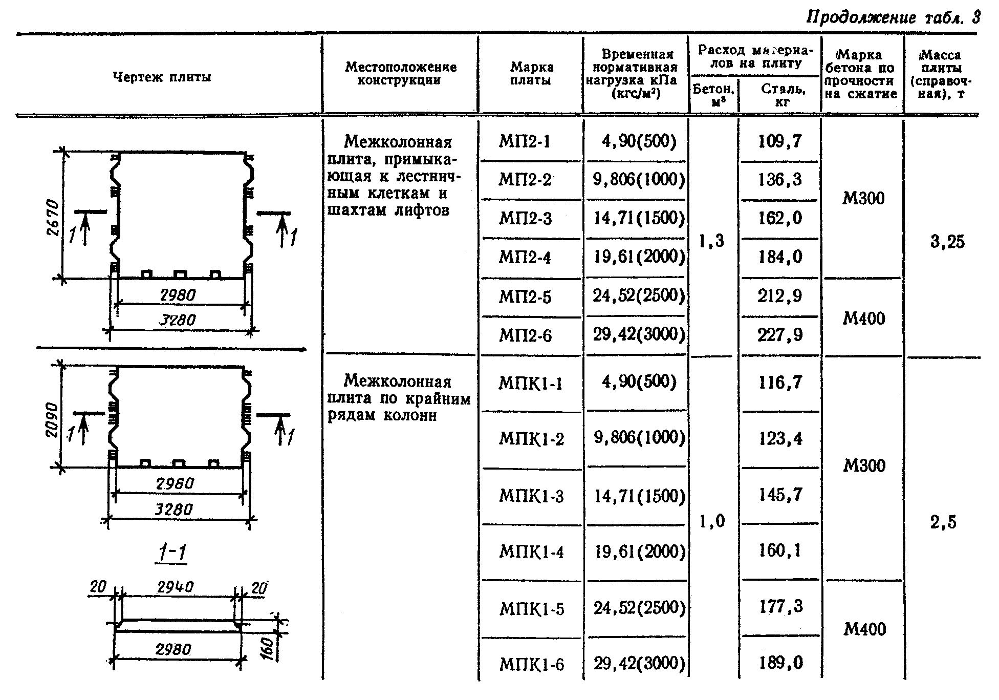 Продолжение табл. 3
Чертеж плиты
Местоположение
конструкции
Марка
плиты
Временная
нормативная
нагрузка кПа
(кгс/м²)
Расход материа-
лов на плиту
Бетон,
м³
Сталь,
кг
Марка
бетона по
прочности
на сжатие
Масса
плиты
(справоч-
ная), т
2670
1
1
2980
3280
Межколонная
плита, примыка-
ющая к лестнич-
ным клеткам и
шахтам лифтов
МП2-1 4,90(500) 109,7
МП2-2 9,806(1000) 136,3
МП2-3 14,71(1500) 162,0
МП2-4 19,61(2000) 184,0
МП2-5 24,52(2500) 212,9
МП2-6 29,42(3000) 227,9
1,3
М300
М400
3,25
2090
1
1
2980
3280
1-1
20 2940 20
160
2980
Межколонная
плита по крайним
рядам колонн
МПК1-1 4,90(500) 116,7
МПК1-2 9,806(1000) 123,4
МПК1-3 14,71(1500) 145,7
МПК1-4 19,61(2000) 160,1
МПК1-5 24,52(2500) 177,3
МПК1-6 29,42(3000) 189,0
1,0
М300
М400
2,5